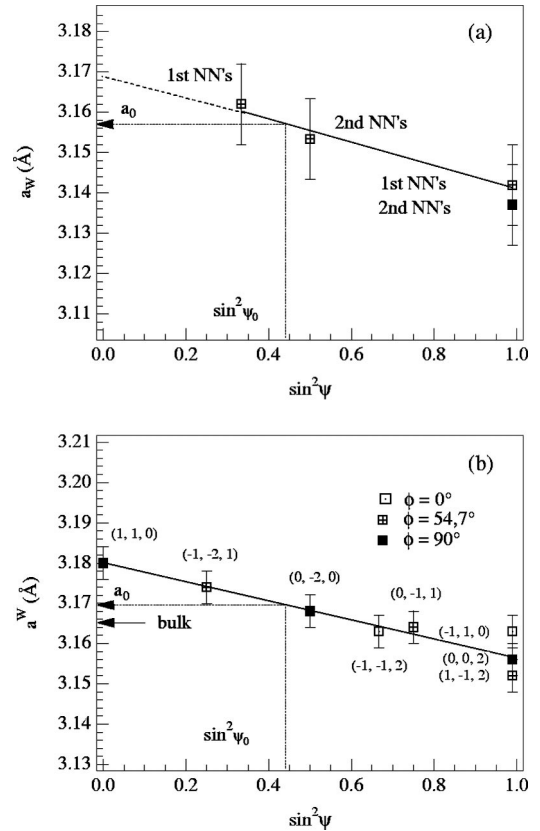 (a)
3.18
3.17
3.16
3.15
3.14
3.13
3.12
3.11
a_W (Å)
1st NN's
a_0
2nd NN's
1st NN's
2nd NN's
sin²ψ_0
0.0 0.2 0.4 0.6 0.8 1.0
sin²ψ
(b)
3.21
3.20
3.19
3.18
3.17
3.16
3.15
3.14
3.13
a^W (Å)
ϕ = 0°
ϕ = 54,7°
ϕ = 90°
(1, 1, 0)
(-1, -2, 1)
(0, -2, 0)
(0, -1, 1)
a_0
bulk
(-1, 1, 0)
(-1, -1, 2)
(0, 0, 2)
(1, -1, 2)
sin²ψ_0
0.0 0.2 0.4 0.6 0.8 1.0
sin²ψ